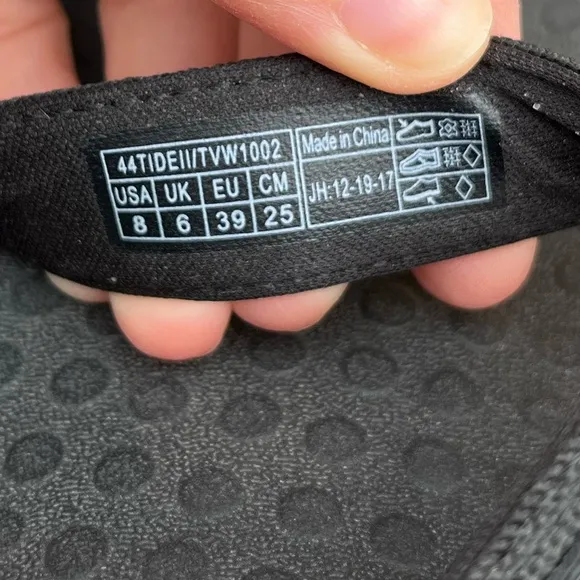 44TIDEII/TVW1002
USA UK EU CM
8 6 39 25
Made in China
JH:12-19-17